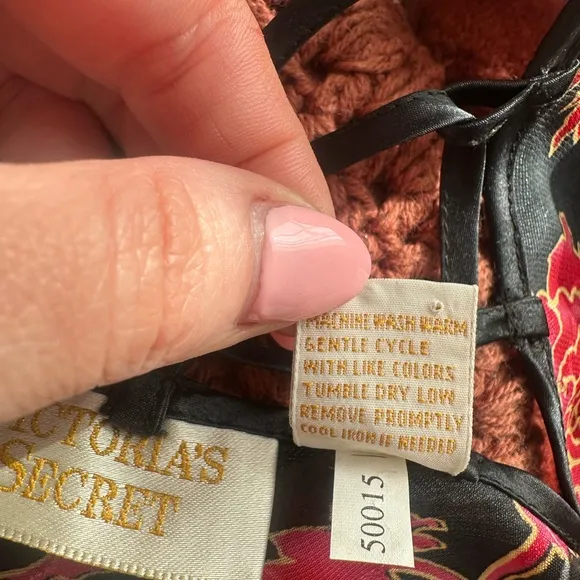 MACHINE WASH WARM
GENTLE CYCLE
WITH LIKE COLORS
TUMBLE DRY LOW
REMOVE PROMPTLY
COOL IRON IF NEEDED
VICTORIA'S
SECRET
50015